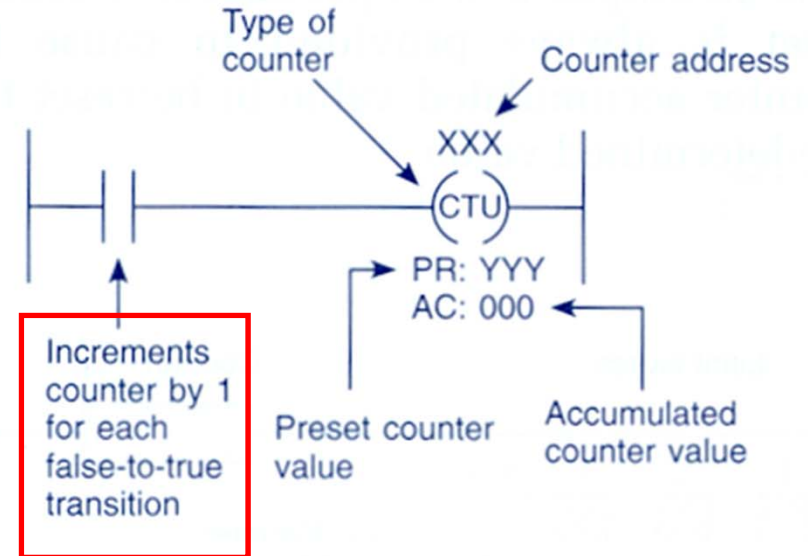 Type of
counter
Counter address
XXX
CTU
PR: YYY
AC: 000
Increments
counter by 1
for each
false-to-true
transition
Preset counter
value
Accumulated
counter value